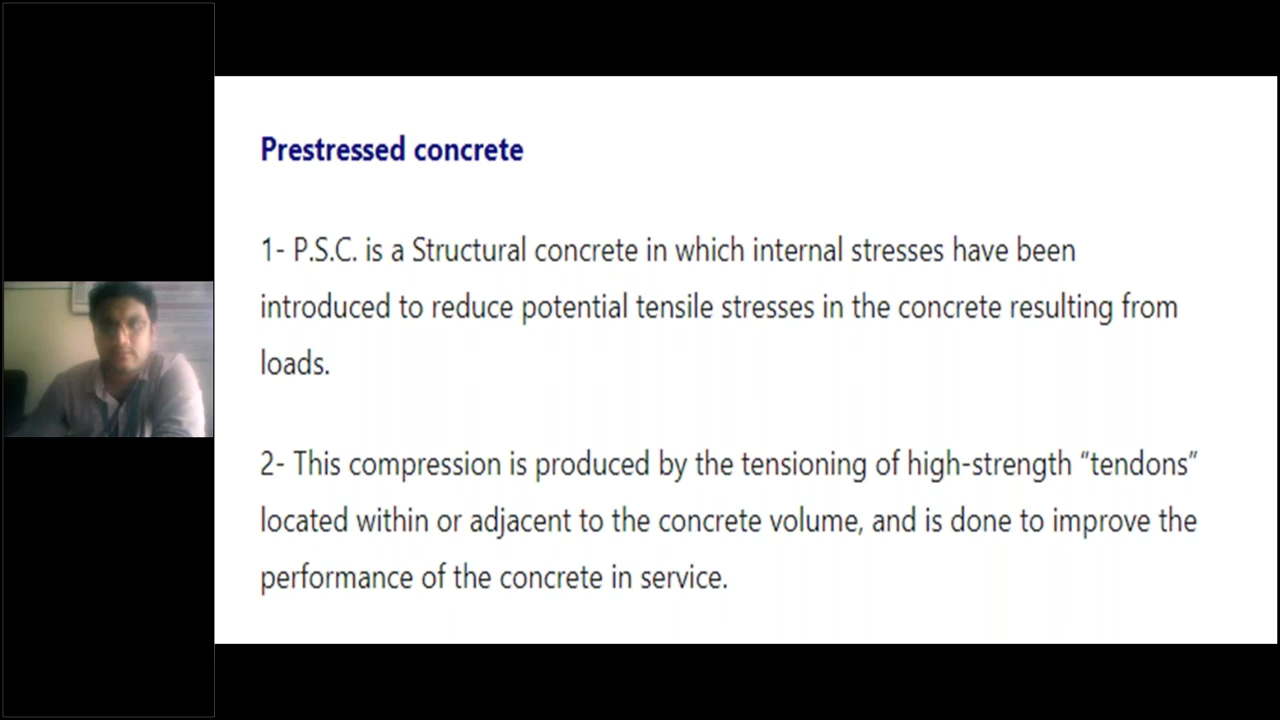 Prestressed concrete
1- P.S.C. is a Structural concrete in which internal stresses have been
introduced to reduce potential tensile stresses in the concrete resulting from
loads.
2- This compression is produced by the tensioning of high-strength “tendons”
located within or adjacent to the concrete volume, and is done to improve the
performance of the concrete in service.